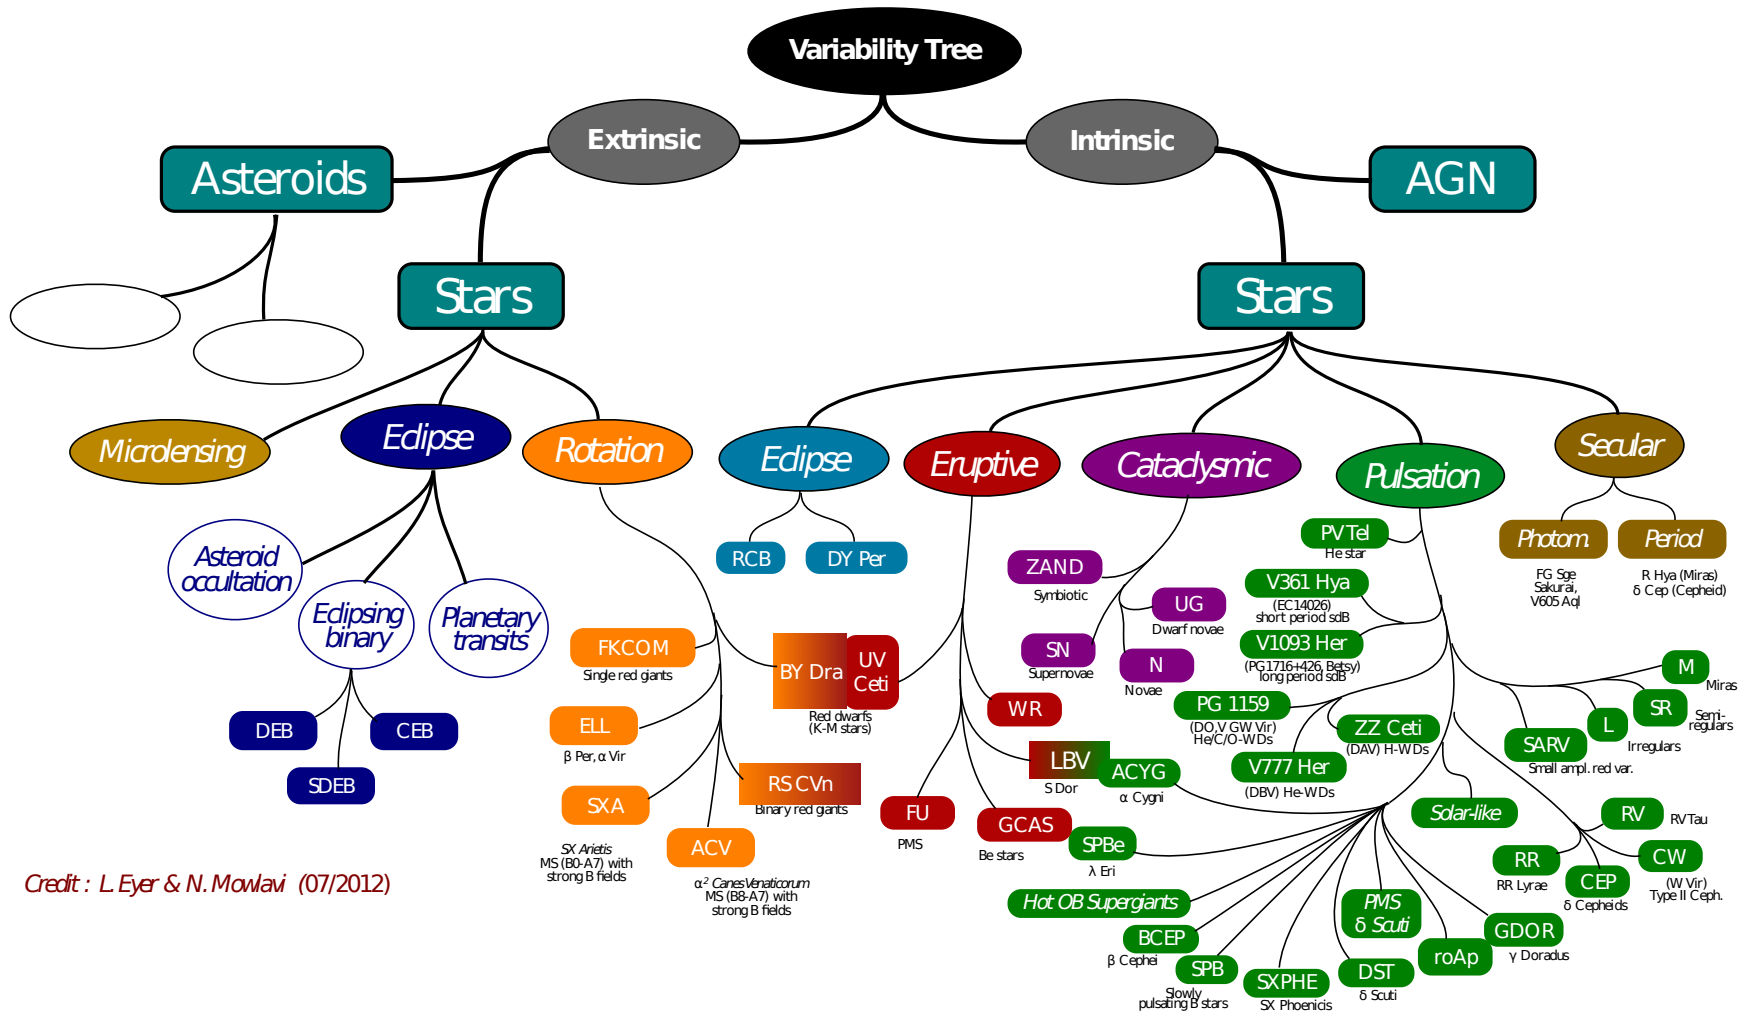 Variability Tree
Extrinsic
Intrinsic
Asteroids
AGN
Stars
Stars
Microlensing
Eclipse
Rotation
Eclipse
Eruptive
Cataclysmic
Pulsation
Secular
Asteroid
occultation
Eclipsing
binary
Planetary
transits
DEB
CEB
SDEB
FKCOM
Single red giants
ELL
β Per, α Vir
SXA
SX Arietis
MS (B0-A7) with
strong B fields
ACV
α² Canes Venaticorum
MS (B8-A7) with
strong B fields
BY Dra
UV
Ceti
Red dwarfs
(K-M stars)
RS CVn
Binary red giants
RCB
DY Per
WR
LBV
S Dor
FU
PMS
GCAS
Be stars
ZAND
Symbiotic
UG
Dwarf novae
SN
Supernovae
N
Novae
PV Tel
He star
V361 Hya
(EC14026)
short period sdB
V1093 Her
(PG1716+426, Betsy)
long period sdB
PG 1159
(DO,V GW Vir)
He/C/O-WDs
ZZ Ceti
(DAV) H-WDs
V777 Her
(DBV) He-WDs
ACYG
α Cygni
SPBe
λ Eri
Hot OB Supergiants
BCEP
β Cephei
SPB
Slowly
pulsating B stars
SXPHE
SX Phoenicis
PMS
δ Scuti
DST
δ Scuti
roAp
GDOR
γ Doradus
Solar-like
M
Miras
SR
Semi-
regulars
L
Irregulars
SARV
Small ampl. red var.
RV
RV Tau
RR
RR Lyrae
CW
(W Vir)
Type II Ceph.
CEP
δ Cepheids
Photom.
FG Sge
Sakurai,
V605 Aql
Period
R Hya (Miras)
δ Cep (Cepheid)
Credit : L. Eyer & N. Mowlavi (07/2012)